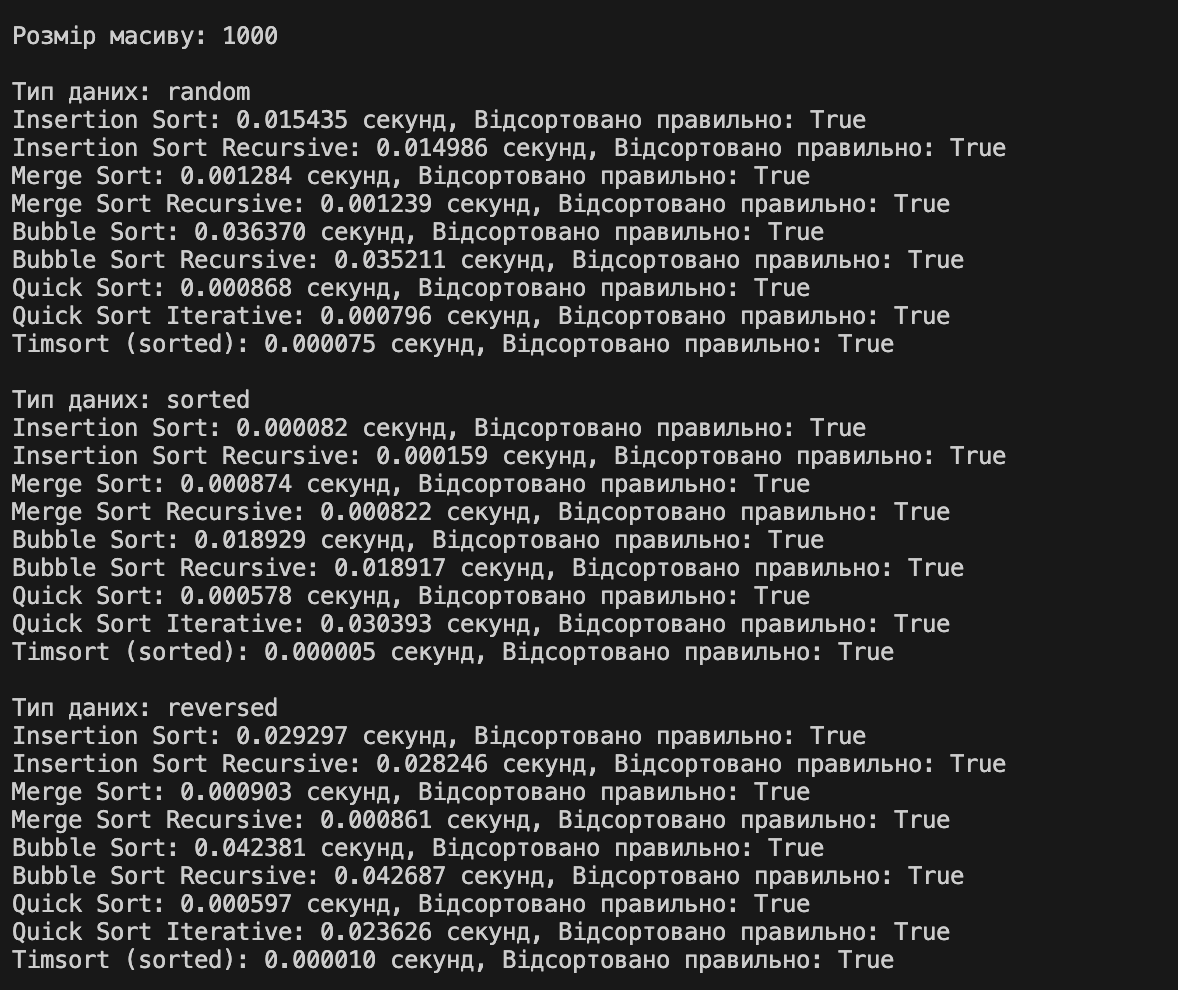 Розмір масиву: 1000
Тип даних: random
Insertion Sort: 0.015435 секунд, Відсортовано правильно: True
Insertion Sort Recursive: 0.014986 секунд, Відсортовано правильно: True
Merge Sort: 0.001284 секунд, Відсортовано правильно: True
Merge Sort Recursive: 0.001239 секунд, Відсортовано правильно: True
Bubble Sort: 0.036370 секунд, Відсортовано правильно: True
Bubble Sort Recursive: 0.035211 секунд, Відсортовано правильно: True
Quick Sort: 0.000868 секунд, Відсортовано правильно: True
Quick Sort Iterative: 0.000796 секунд, Відсортовано правильно: True
Timsort (sorted): 0.000075 секунд, Відсортовано правильно: True
Тип даних: sorted
Insertion Sort: 0.000082 секунд, Відсортовано правильно: True
Insertion Sort Recursive: 0.000159 секунд, Відсортовано правильно: True
Merge Sort: 0.000874 секунд, Відсортовано правильно: True
Merge Sort Recursive: 0.000822 секунд, Відсортовано правильно: True
Bubble Sort: 0.018929 секунд, Відсортовано правильно: True
Bubble Sort Recursive: 0.018917 секунд, Відсортовано правильно: True
Quick Sort: 0.000578 секунд, Відсортовано правильно: True
Quick Sort Iterative: 0.030393 секунд, Відсортовано правильно: True
Timsort (sorted): 0.000005 секунд, Відсортовано правильно: True
Тип даних: reversed
Insertion Sort: 0.029297 секунд, Відсортовано правильно: True
Insertion Sort Recursive: 0.028246 секунд, Відсортовано правильно: True
Merge Sort: 0.000903 секунд, Відсортовано правильно: True
Merge Sort Recursive: 0.000861 секунд, Відсортовано правильно: True
Bubble Sort: 0.042381 секунд, Відсортовано правильно: True
Bubble Sort Recursive: 0.042687 секунд, Відсортовано правильно: True
Quick Sort: 0.000597 секунд, Відсортовано правильно: True
Quick Sort Iterative: 0.023626 секунд, Відсортовано правильно: True
Timsort (sorted): 0.000010 секунд, Відсортовано правильно: True